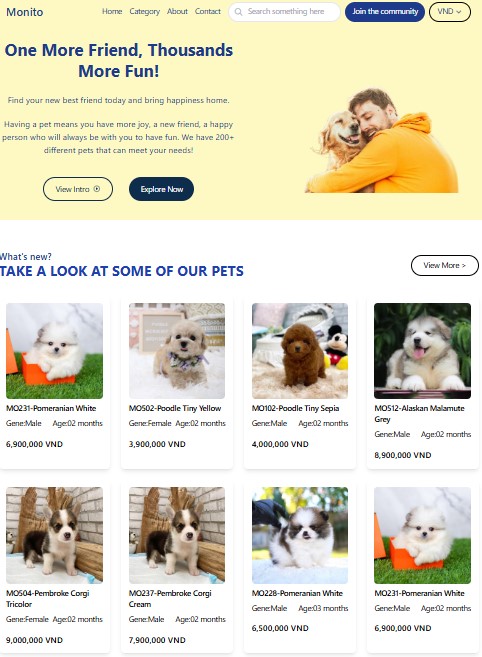 Monito
Home Category About Contact
Search something here
Join the community
VND
One More Friend, Thousands
More Fun!
Find your new best friend today and bring happiness home.
Having a pet means you have more joy, a new friend, a happy
person who will always be with you to have fun. We have 200+
different pets that can meet your needs!
View Intro
Explore Now
What's new?
TAKE A LOOK AT SOME OF OUR PETS
View More >
MO231-Pomeranian White
Gene:Male Age:02 months
6,900,000 VND
MO502-Poodle Tiny Yellow
Gene:Female Age:02 months
3,900,000 VND
MO102-Poodle Tiny Sepia
Gene:Male Age:02 months
4,000,000 VND
MO512-Alaskan Malamute
Grey
Gene:Male Age:02 months
8,900,000 VND
MO504-Pembroke Corgi
Tricolor
Gene:Female Age:02 months
9,000,000 VND
MO237-Pembroke Corgi
Cream
Gene:Male Age:02 months
7,900,000 VND
MO228-Pomeranian White
Gene:Male Age:03 months
6,500,000 VND
MO231-Pomeranian White
Gene:Male Age:02 months
6,900,000 VND